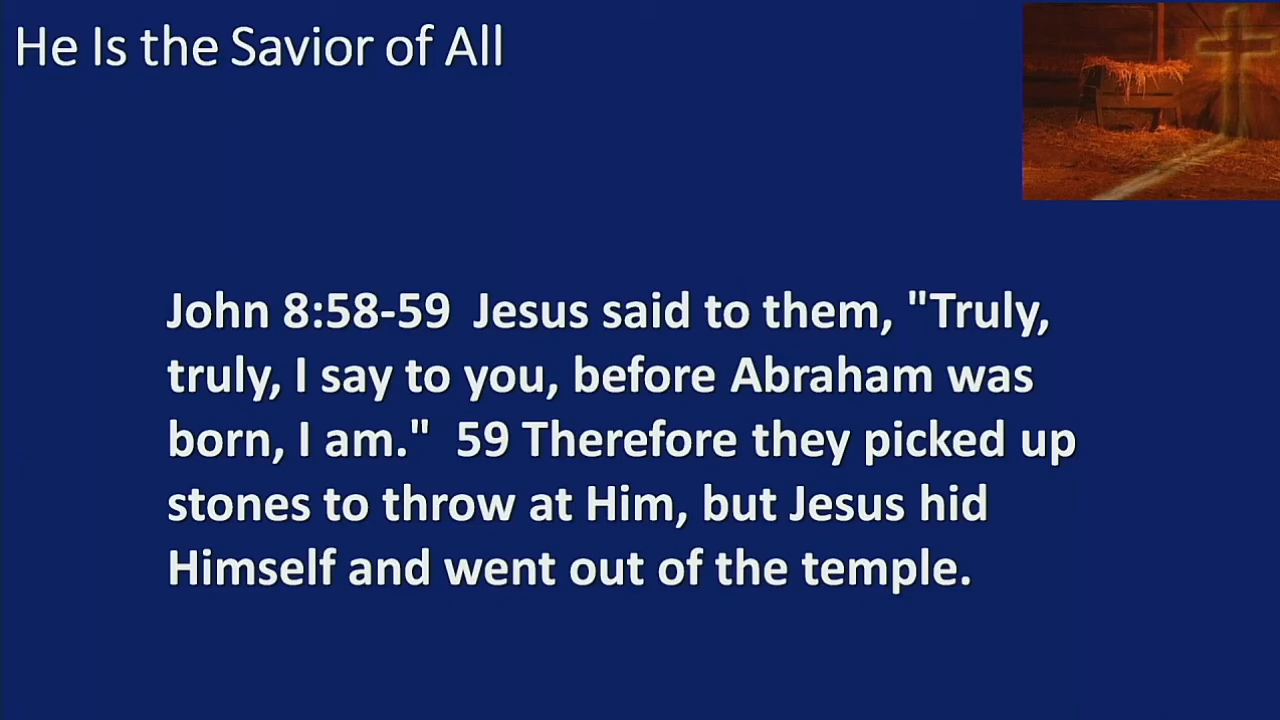 He Is the Savior of All
John 8:58-59  Jesus said to them, "Truly,
truly, I say to you, before Abraham was
born, I am."  59 Therefore they picked up
stones to throw at Him, but Jesus hid
Himself and went out of the temple.